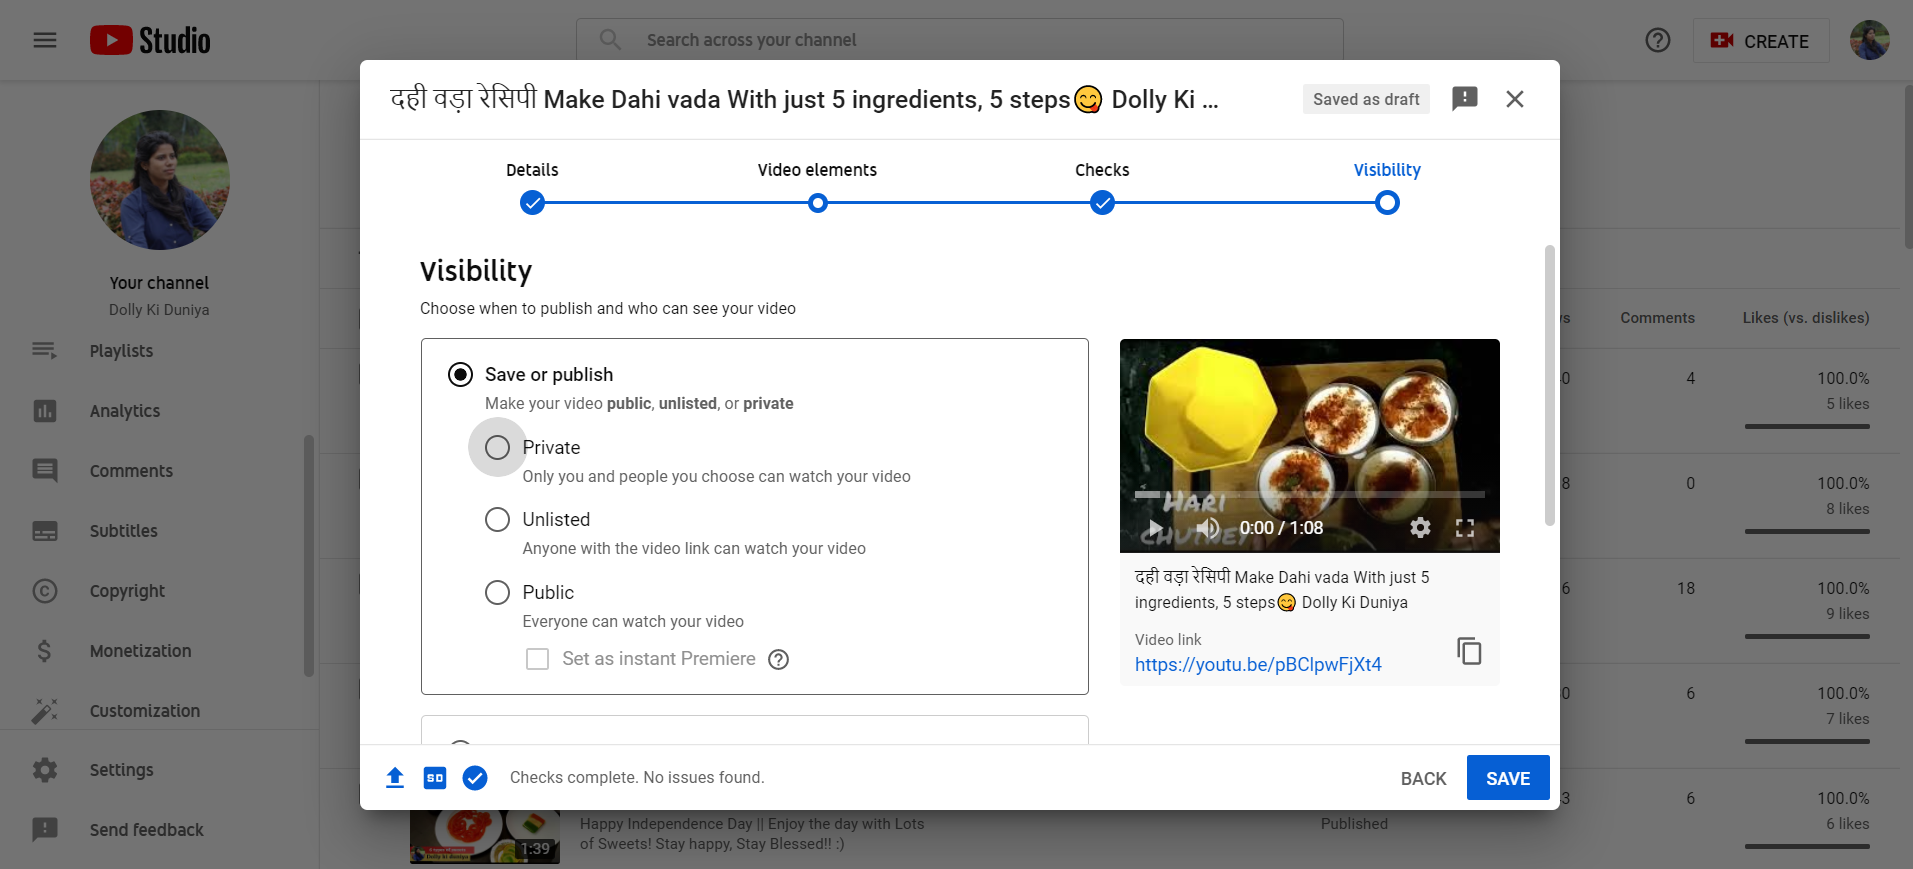 Studio
Search across your channel
CREATE
दही वड़ा रेसिपी Make Dahi vada With just 5 ingredients, 5 steps😋 Dolly Ki ...
Saved as draft
Details
Video elements
Checks
Visibility
Your channel
Dolly Ki Duniya
Playlists
Analytics
Comments
Subtitles
Copyright
Monetization
Customization
Settings
Send feedback
Visibility
Choose when to publish and who can see your video
Save or publish
Make your video public, unlisted, or private
Private
Only you and people you choose can watch your video
Unlisted
Anyone with the video link can watch your video
Public
Everyone can watch your video
Set as instant Premiere
HARI
CHUTNEY
0:00 / 1:08
दही वड़ा रेसिपी Make Dahi vada With just 5
ingredients, 5 steps😋 Dolly Ki Duniya
Video link
https://youtu.be/pBClpwFjXt4
SD
Checks complete. No issues found.
BACK
SAVE
Comments
Likes (vs. dislikes)
4
100.0%
5 likes
0
100.0%
8 likes
18
100.0%
9 likes
6
100.0%
7 likes
6
100.0%
6 likes
1:39
Dolly ki duniya
Happy Independence Day || Enjoy the day with Lots
of Sweets! Stay happy, Stay Blessed!! :)
Published